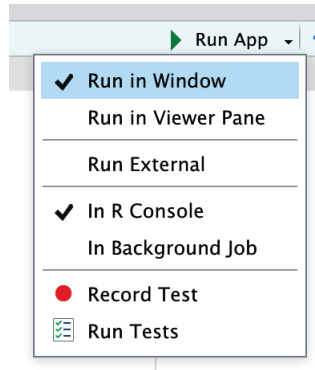 Run App
Run in Window
Run in Viewer Pane
Run External
In R Console
In Background Job
Record Test
Run Tests